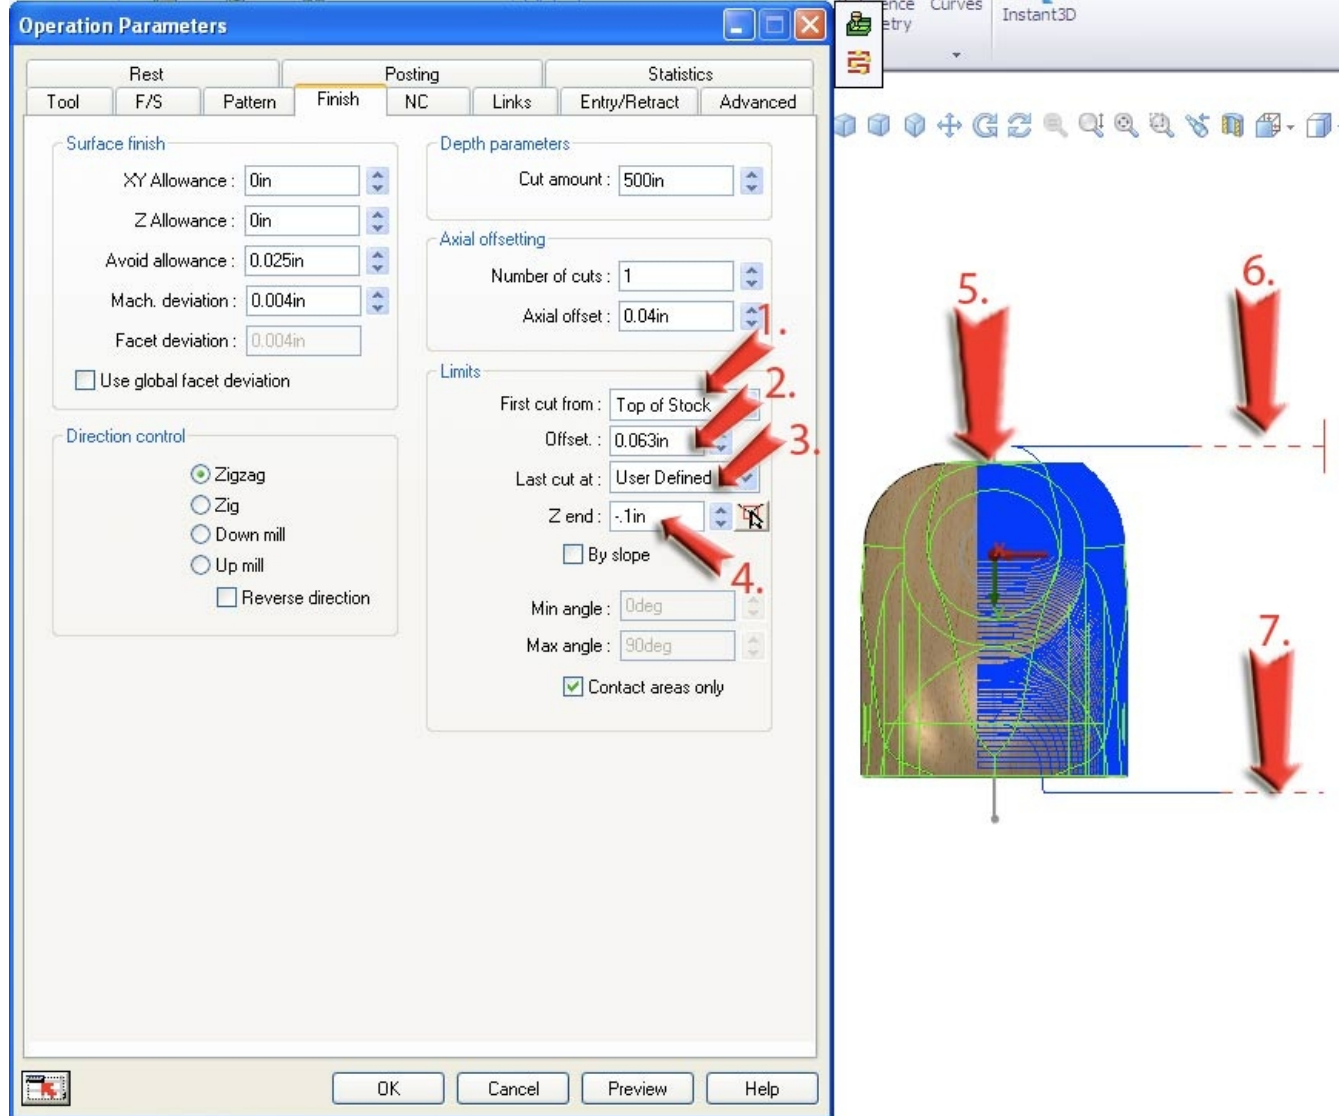 Operation Parameters
Rest Posting Statistics
Tool F/S Pattern Finish NC Links Entry/Retract Advanced
Surface finish
XY Allowance : 0in
Z Allowance : 0in
Avoid allowance : 0.025in
Mach. deviation : 0.004in
Facet deviation : 0.004in
Use global facet deviation
Direction control
Zigzag
Zig
Down mill
Up mill
Reverse direction
Depth parameters
Cut amount : 500in
Axial offsetting
Number of cuts : 1
Axial offset : 0.04in
1.
Limits
First cut from : Top of Stock
2.
Offset. : 0.063in
3.
Last cut at : User Defined
Z end : -.1in
By slope
4.
Min angle : 0deg
Max angle : 90deg
Contact areas only
OK Cancel Preview Help
ence Curves
etry
Instant3D
5.
6.
X
7.